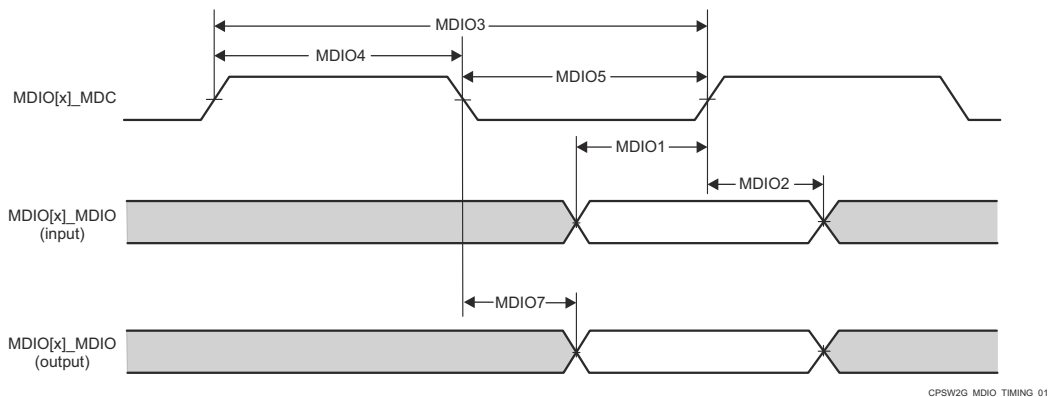 MDIO3
MDIO4
MDIO5
MDIO[x]_MDC
MDIO1
MDIO2
MDIO[x]_MDIO
(input)
MDIO7
MDIO[x]_MDIO
(output)
CPSW2G_MDIO_TIMING_01